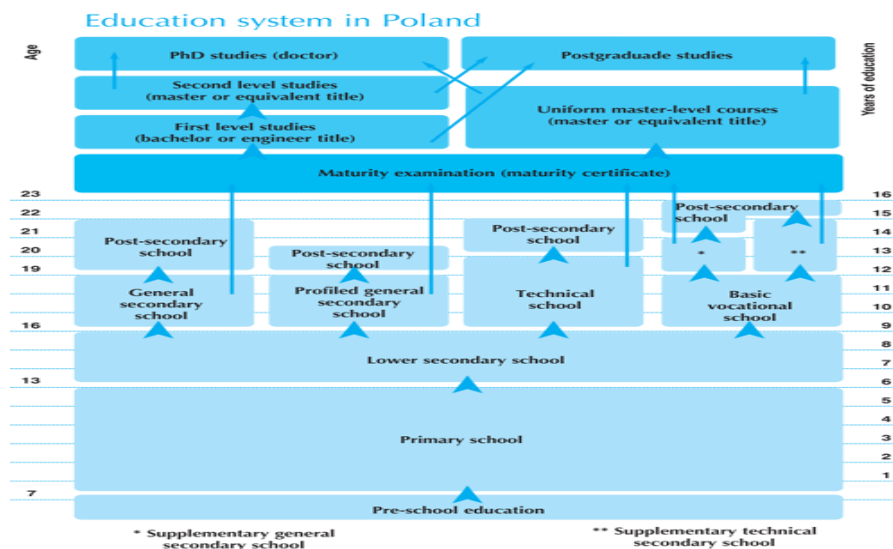 Education system in Poland
Age
Years of education
PhD studies (doctor)
Postgraduade studies
Second level studies
(master or equivalent title)
Uniform master-level courses
(master or equivalent title)
First level studies
(bachelor or engineer title)
Maturity examination (maturity certificate)
23
16
22
15
21
14
20
13
19
12
11
10
16
9
8
7
13
6
5
4
3
2
1
7
Post-secondary
school
Post-secondary
school
Post-secondary
school
Post-secondary
school
*
**
General
secondary
school
Profiled general
secondary
school
Technical
school
Basic
vocational
school
Lower secondary school
Primary school
Pre-school education
* Supplementary general
secondary school
** Supplementary technical
secondary school